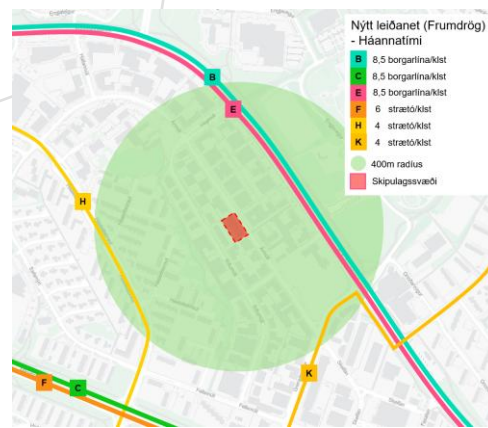 Nýtt leiðanet (Frumdrög)
- Háannatími
B 8,5 borgarlína/klst
C 8,5 borgarlína/klst
E 8,5 borgarlína/klst
F 6 strætó/klst
H 4 strætó/klst
K 4 strætó/klst
400m radíus
Skipulagssvæði
B
E
H
K
F
C